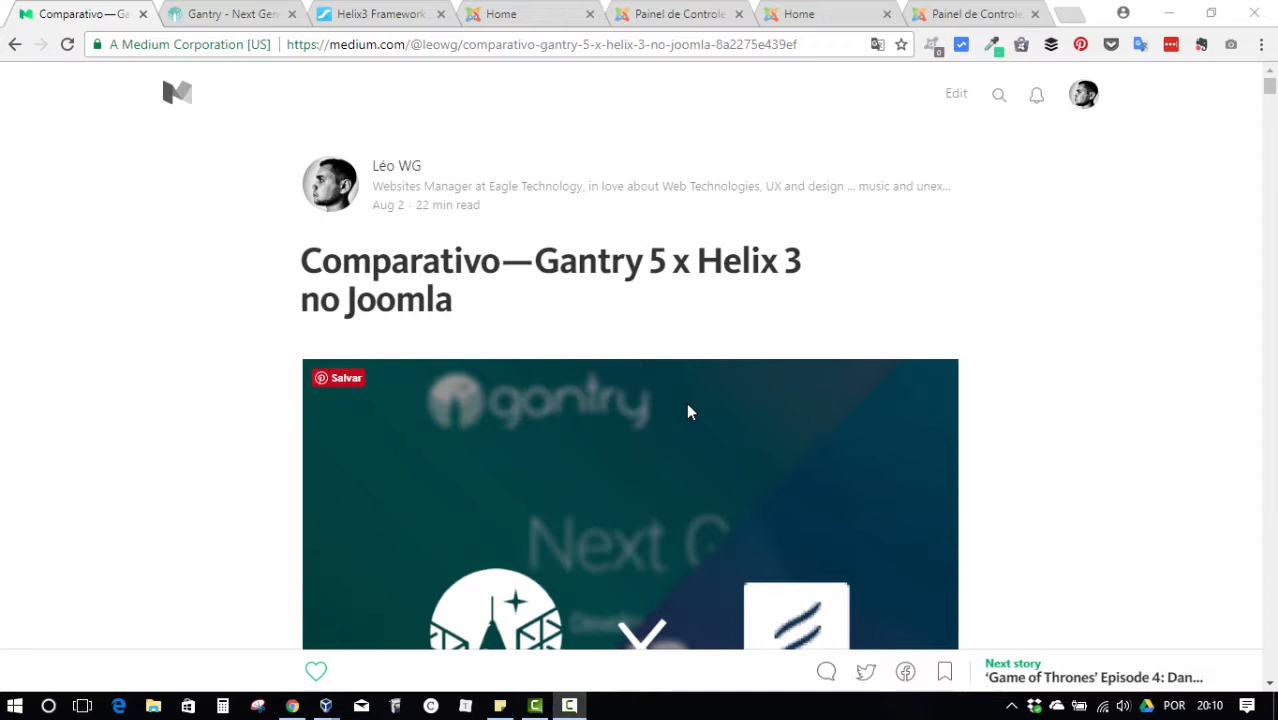 Comparativo — Ga
Gantry - Next Gen
Helix3 Framework
Home
Painel de Controle
Home
Painel de Controle
A Medium Corporation [US]
https://medium.com/@leowg/comparativo-gantry-5-x-helix-3-no-joomla-8a2275e439ef
0
Edit
Léo WG
Websites Manager at Eagle Technology, in love about Web Technologies, UX and design ... music and unex...
Aug 2 · 22 min read
Comparativo—Gantry 5 x Helix 3
no Joomla
Salvar
gantry
Next G
X
Next story
‘Game of Thrones’ Episode 4: Dan...
POR
20:10